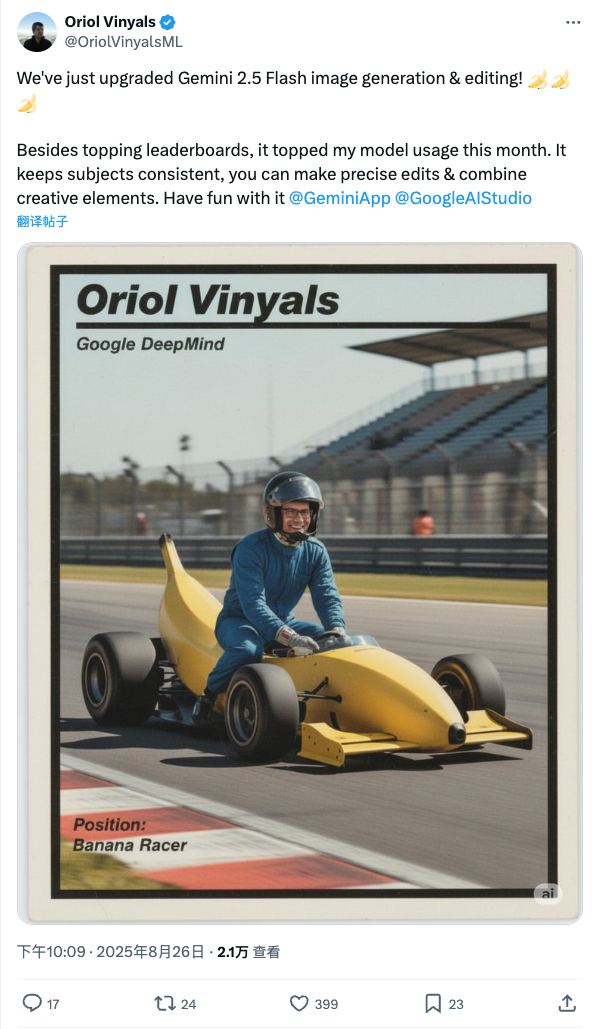 Oriol Vinyals
@OriolVinyalsML
We've just upgraded Gemini 2.5 Flash image generation & editing! 🍌🍌
🍌
Besides topping leaderboards, it topped my model usage this month. It
keeps subjects consistent, you can make precise edits & combine
creative elements. Have fun with it @GeminiApp @GoogleAIStudio
翻译帖子
Oriol Vinyals
Google DeepMind
Position:
Banana Racer
ai
下午10:09 · 2025年8月26日 · 2.1万 查看
17 24 399 23